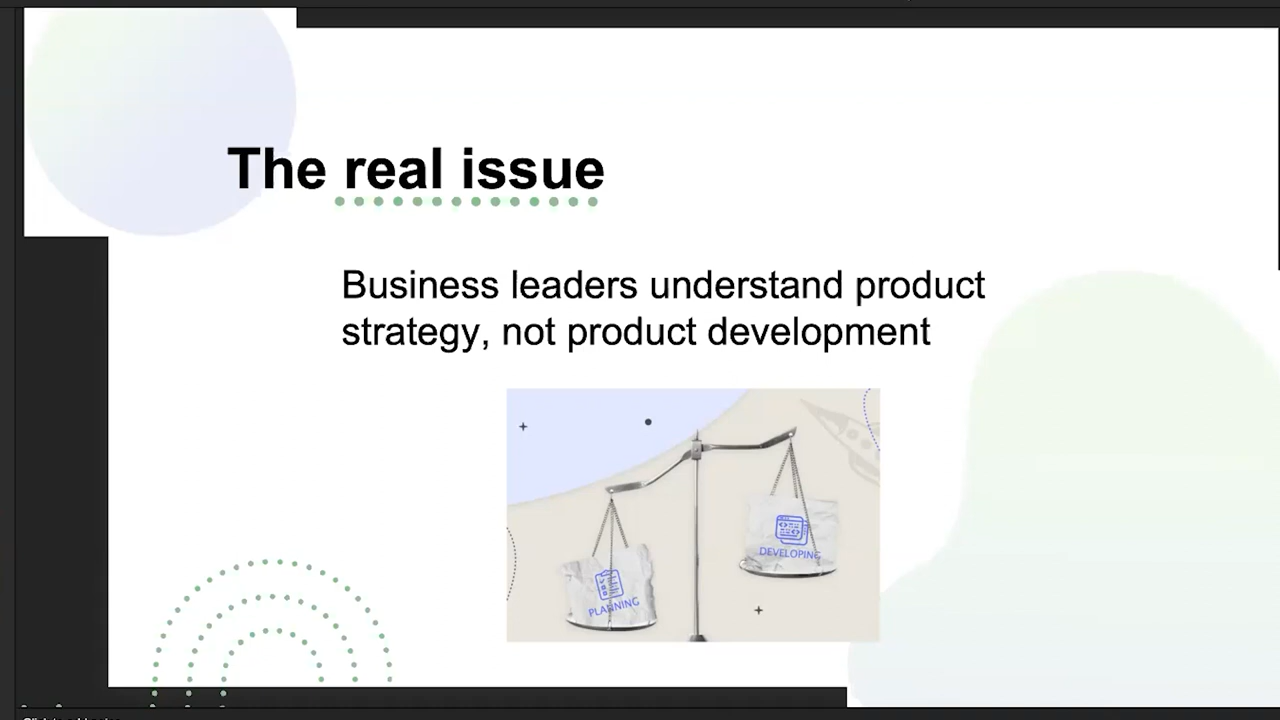 The real issue
Business leaders understand product
strategy, not product development
DEVELOPING
PLANNING